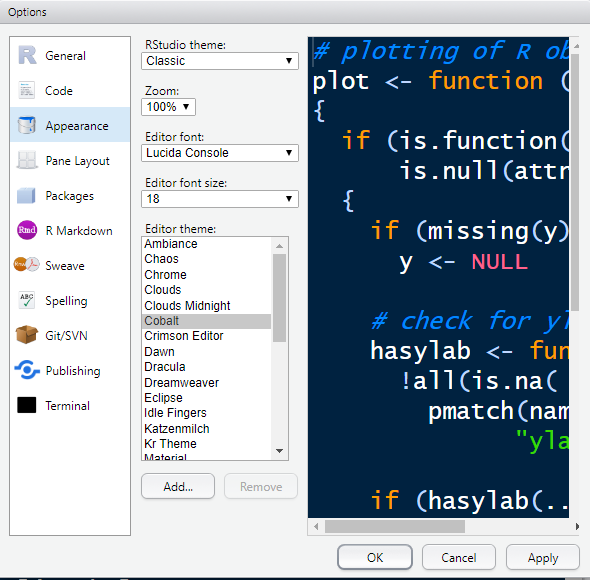 Options
General
Code
Appearance
Pane Layout
Packages
R Markdown
Sweave
Spelling
Git/SVN
Publishing
Terminal
RStudio theme:
Classic
Zoom:
100%
Editor font:
Lucida Console
Editor font size:
18
Editor theme:
Ambiance
Chaos
Chrome
Clouds
Clouds Midnight
Cobalt
Crimson Editor
Dawn
Dracula
Dreamweaver
Eclipse
Idle Fingers
Katzenmilch
Kr Theme
Material
Add...
Remove
# plotting of R ob
plot <- function (
{
if (is.function(
is.null(attr
{
if (missing(y)
y <- NULL
# check for yl
hasylab <- fun
!all(is.na(
pmatch(nam
"yla
if (hasylab(..
OK
Cancel
Apply